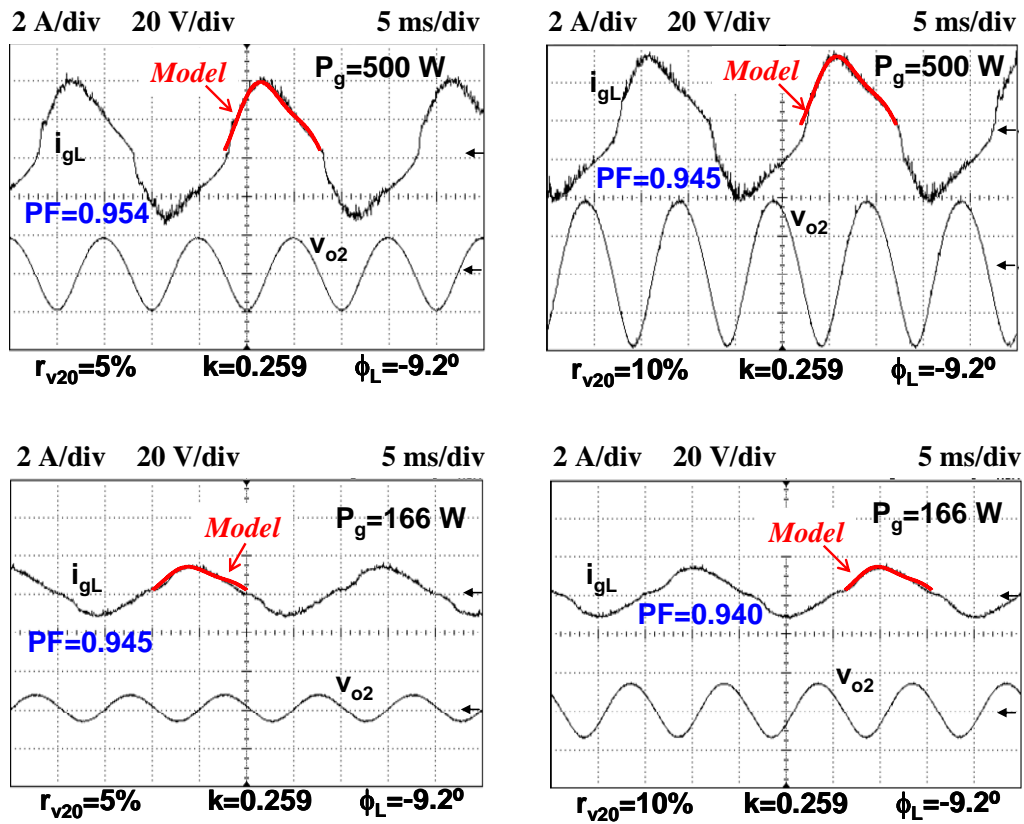 2 A/div 20 V/div 5 ms/div
Model
P_g=500 W
i_gL
PF=0.954
v_o2
r_v20=5% k=0.259 ϕ_L=-9.2º
2 A/div 20 V/div 5 ms/div
Model
P_g=500 W
i_gL
PF=0.945
v_o2
r_v20=10% k=0.259 ϕ_L=-9.2º
2 A/div 20 V/div 5 ms/div
P_g=166 W
Model
i_gL
PF=0.945
v_o2
r_v20=5% k=0.259 ϕ_L=-9.2º
2 A/div 20 V/div 5 ms/div
P_g=166 W
Model
i_gL
PF=0.940
v_o2
r_v20=10% k=0.259 ϕ_L=-9.2º